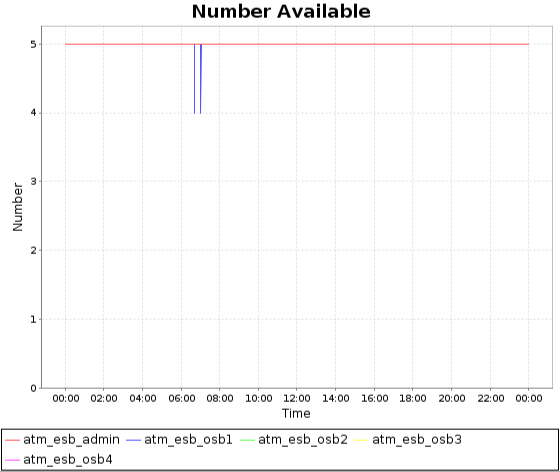 Number Available
5
4
3
2
1
0
Number
00:00 02:00 04:00 06:00 08:00 10:00 12:00 14:00 16:00 18:00 20:00 22:00 00:00
Time
atm_esb_admin atm_esb_osb1 atm_esb_osb2 atm_esb_osb3
atm_esb_osb4